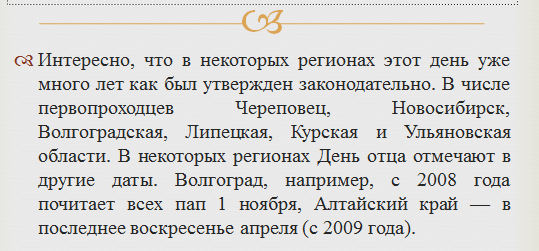 Интересно, что в некоторых регионах этот день уже
много лет как был утвержден законодательно. В числе
первопроходцев Череповец, Новосибирск,
Волгоградская, Липецкая, Курская и Ульяновская
области. В некоторых регионах День отца отмечают в
другие даты. Волгоград, например, с 2008 года
почитает всех пап 1 ноября, Алтайский край — в
последнее воскресенье апреля (с 2009 года).